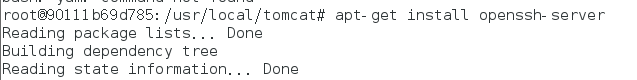 root@90111b69d785:/usr/local/tomcat# apt-get install openssh-server
Reading package lists... Done
Building dependency tree
Reading state information... Done